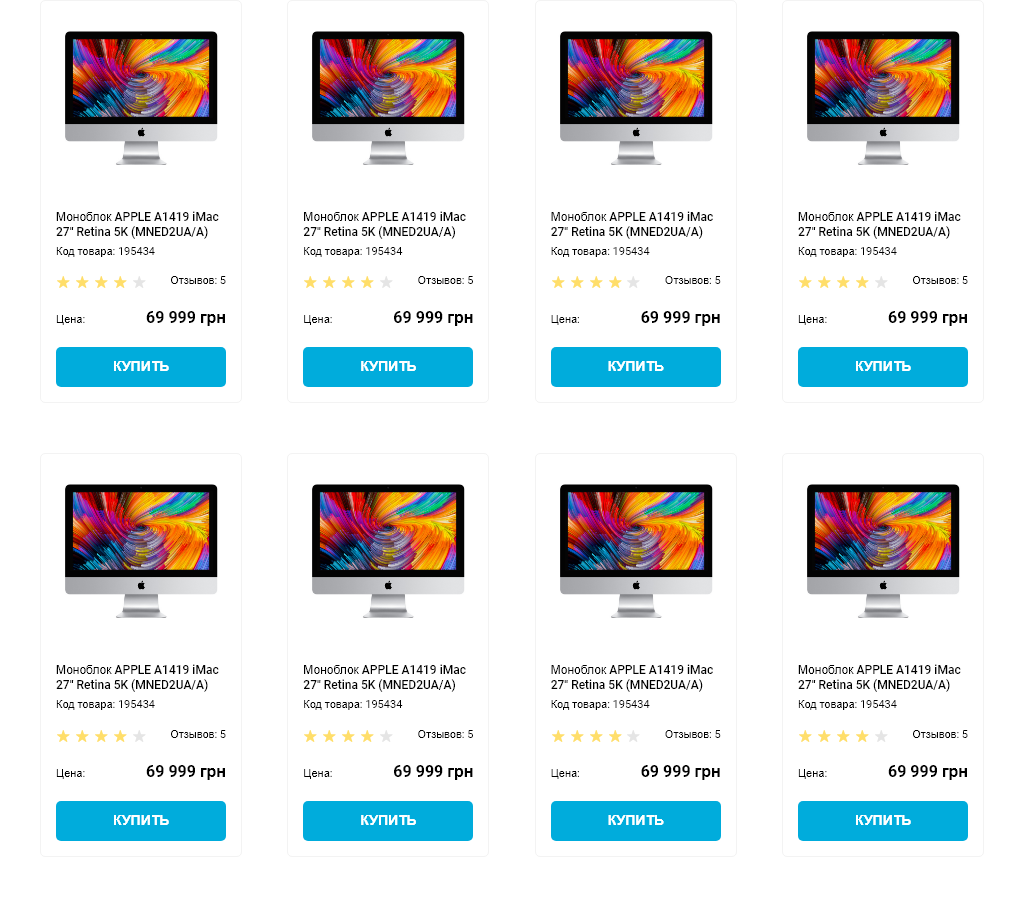 Моноблок APPLE A1419 iMac
27" Retina 5K (MNED2UA/A)
Код товара: 195434
Отзывов: 5
Цена: 69 999 грн
КУПИТЬ
Моноблок APPLE A1419 iMac
27" Retina 5K (MNED2UA/A)
Код товара: 195434
Отзывов: 5
Цена: 69 999 грн
КУПИТЬ
Моноблок APPLE A1419 iMac
27" Retina 5K (MNED2UA/A)
Код товара: 195434
Отзывов: 5
Цена: 69 999 грн
КУПИТЬ
Моноблок APPLE A1419 iMac
27" Retina 5K (MNED2UA/A)
Код товара: 195434
Отзывов: 5
Цена: 69 999 грн
КУПИТЬ
Моноблок APPLE A1419 iMac
27" Retina 5K (MNED2UA/A)
Код товара: 195434
Отзывов: 5
Цена: 69 999 грн
КУПИТЬ
Моноблок APPLE A1419 iMac
27" Retina 5K (MNED2UA/A)
Код товара: 195434
Отзывов: 5
Цена: 69 999 грн
КУПИТЬ
Моноблок APPLE A1419 iMac
27" Retina 5K (MNED2UA/A)
Код товара: 195434
Отзывов: 5
Цена: 69 999 грн
КУПИТЬ
Моноблок APPLE A1419 iMac
27" Retina 5K (MNED2UA/A)
Код товара: 195434
Отзывов: 5
Цена: 69 999 грн
КУПИТЬ